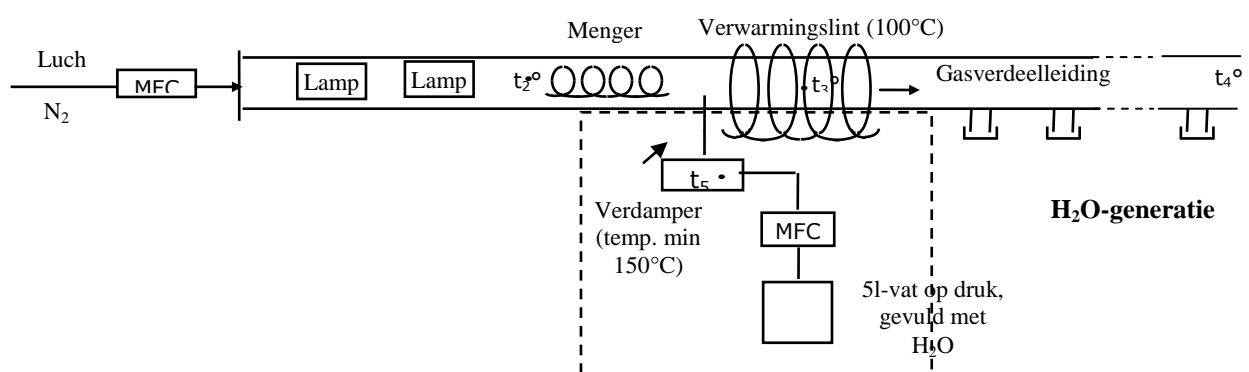 Menger
Verwarmingslint (100°C)
Luch
MFC
N₂
Lamp
Lamp
t₂°
t₃°
Gasverdeelleiding
t₄°
t₅
Verdamper
(temp. min
150°C)
MFC
H₂O-generatie
5l-vat op druk,
gevuld met
H₂O